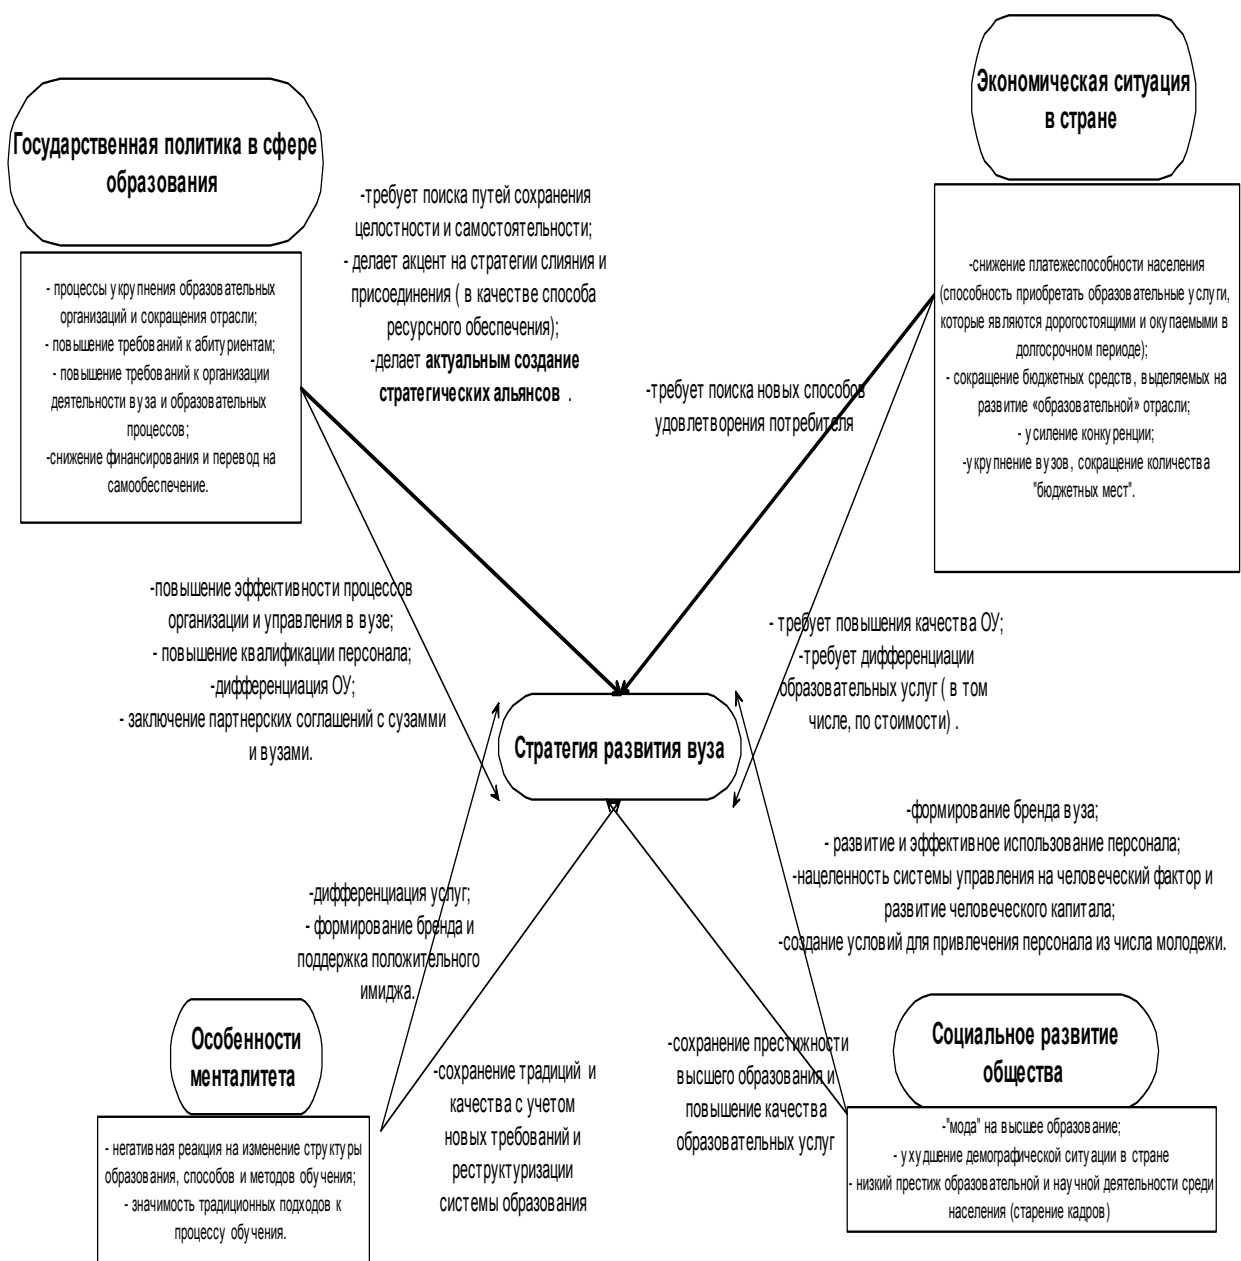 Экономическая ситуация
в стране
Государственная политика в сфере
образования
-требует поиска путей сохранения
целостности и самостоятельности;
- делает акцент на стратегии слияния и
присоединения ( в качестве способа
ресурсного обеспечения);
-делает актуальным создание
стратегических альянсов .
- процессы укрупнения образовательных
организаций и сокращения отрасли;
- повышение требований к абитуриентам;
- повышение требований к организации
деятельности вуза и образовательных
процессов;
-снижение финансирования и перевод на
самообеспечение.
-снижение платежеспособности населения
(способность приобретать образовательные услуги,
которые являются дорогостоящими и окупаемыми в
долгосрочном периоде);
- сокращение бюджетных средств, выделяемых на
развитие «образовательной» отрасли;
- усиление конкуренции;
-укрупнение вузов, сокращение количества
"бюджетных мест".
-требует поиска новых способов
удовлетворения потребителя
-повышение эффективности процессов
организации и управления в вузе;
- повышение квалификации персонала;
-дифференциация ОУ;
- заключение партнерских соглашений с сузамми
и вузами.
- требует повышения качества ОУ;
-требует дифференциации
образовательных услуг ( в том
числе, по стоимости) .
Стратегия развития вуза
-формирование бренда вуза;
- развитие и эффективное использование персонала;
-нацеленность системы управления на человеческий фактор и
развитие человеческого капитала;
-создание условий для привлечения персонала из числа молодежи.
-дифференциация услуг;
- формирование бренда и
поддержка положительного
имиджа.
Особенности
менталитета
- негативная реакция на изменение структуры
образования, способов и методов обучения;
- значимость традиционных подходов к
процессу обучения.
-сохранение традиций и
качества с учетом
новых требований и
реструктуризации
системы образования
-сохранение престижности
высшего образования и
повышение качества
образовательных услуг
Социальное развитие
общества
-"мода" на высшее образование;
- ухудшение демографической ситуации в стране
- низкий престиж образовательной и научной деятельности среди
населения (старение кадров)